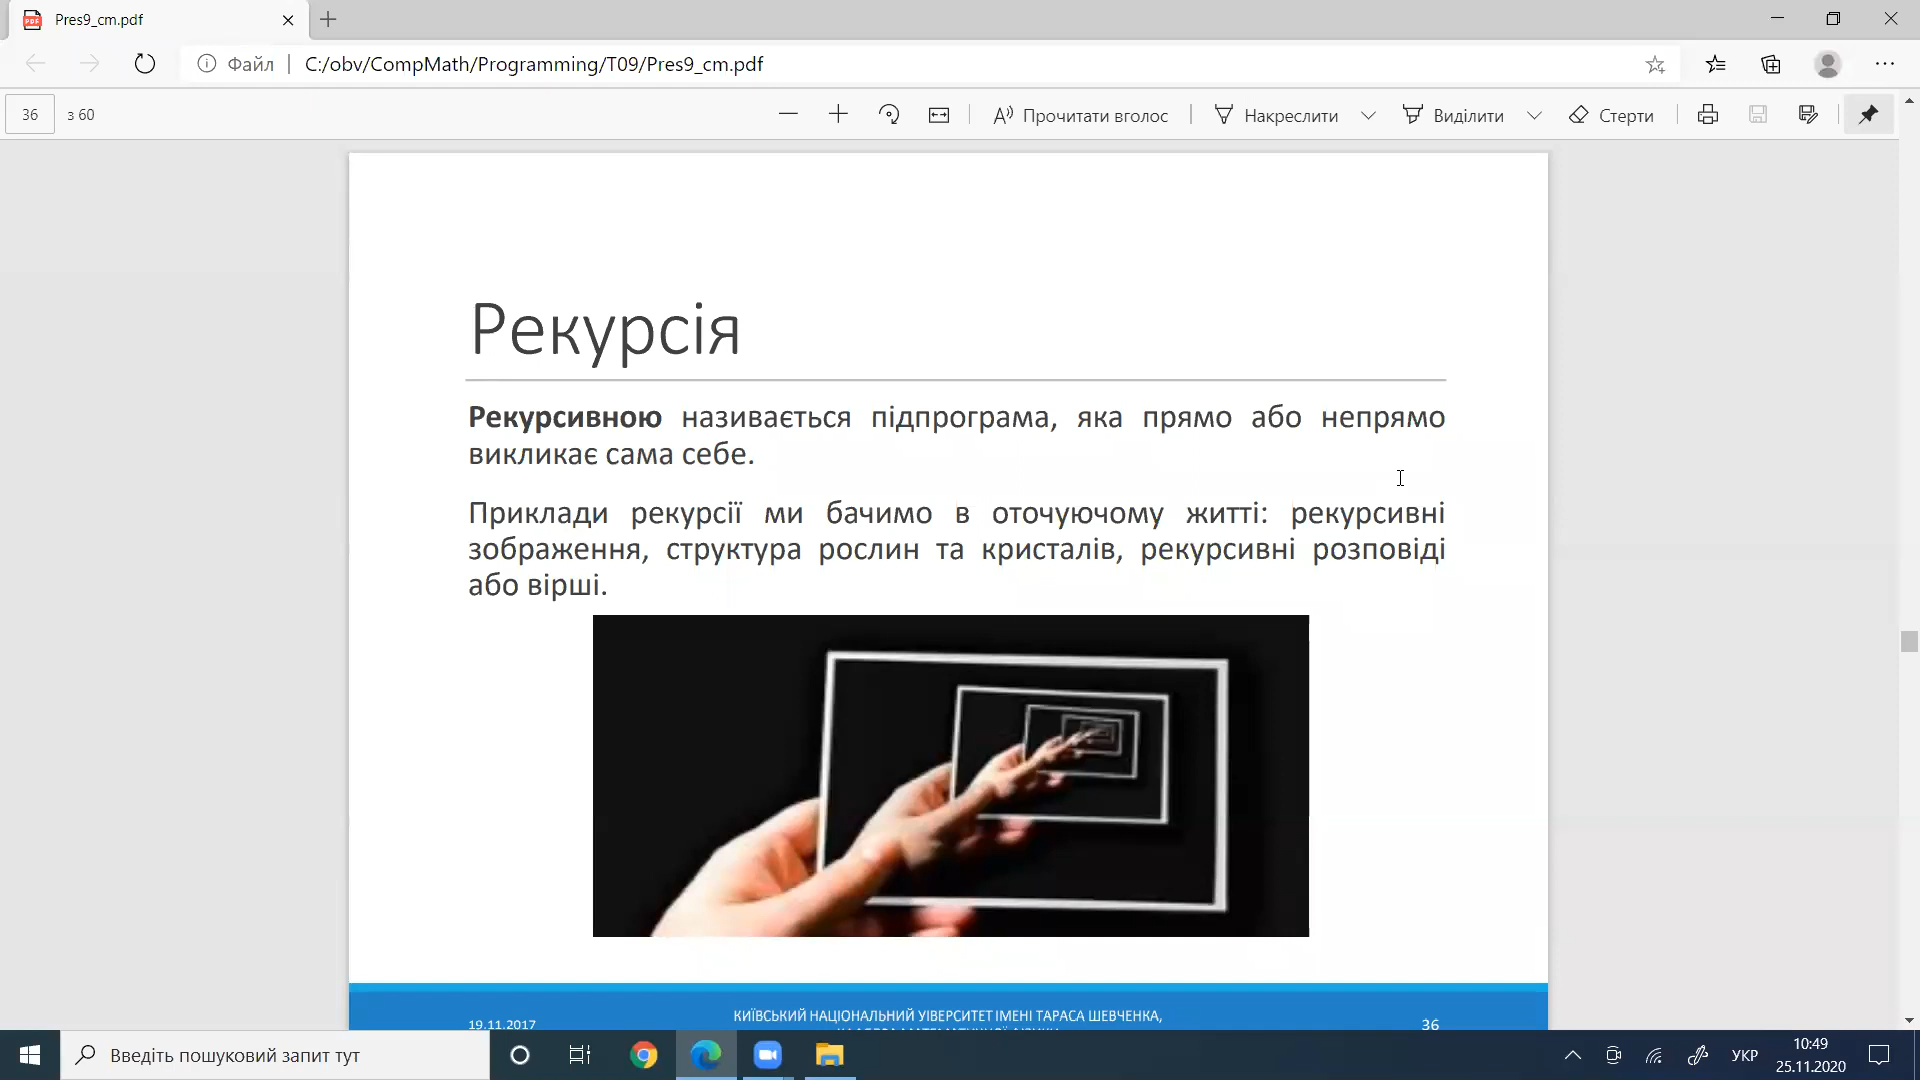 Pres9_cm.pdf
Файл
C:/obv/CompMath/Programming/T09/Pres9_cm.pdf
36 з 60
Прочитати вголос
Накреслити
Виділити
Стерти
Рекурсія
Рекурсивною називається підпрограма, яка прямо або непрямо
викликає сама себе.
Приклади рекурсії ми бачимо в оточуючому житті: рекурсивні
зображення, структура рослин та кристалів, рекурсивні розповіді
або вірші.
19.11.2017
КИЇВСЬКИЙ НАЦІОНАЛЬНИЙ УІВЕРСИТЕТ ІМЕНІ ТАРАСА ШЕВЧЕНКА,
36
Введіть пошуковий запит тут
УКР
10:49
25.11.2020